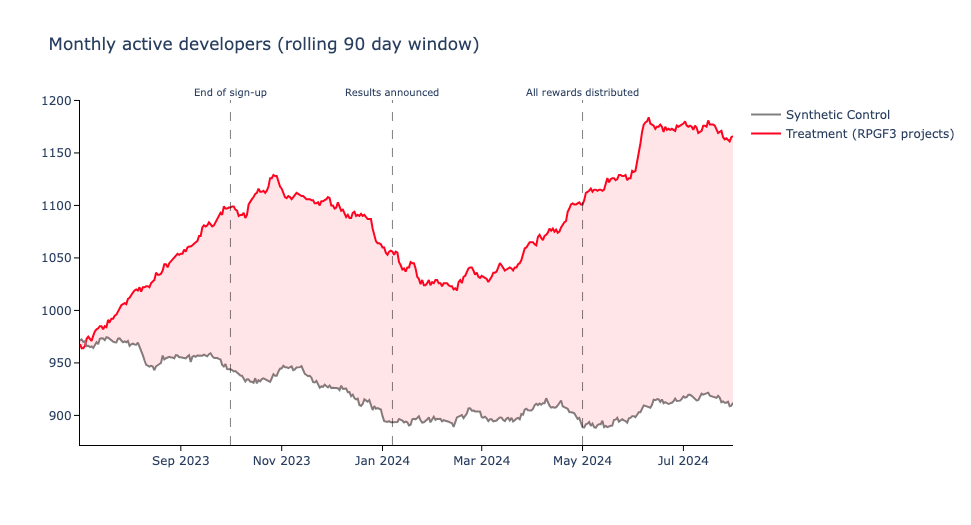 Monthly active developers (rolling 90 day window)
End of sign-up
Results announced
All rewards distributed
Synthetic Control
Treatment (RPGF3 projects)
1200
1150
1100
1050
1000
950
900
Sep 2023
Nov 2023
Jan 2024
Mar 2024
May 2024
Jul 2024